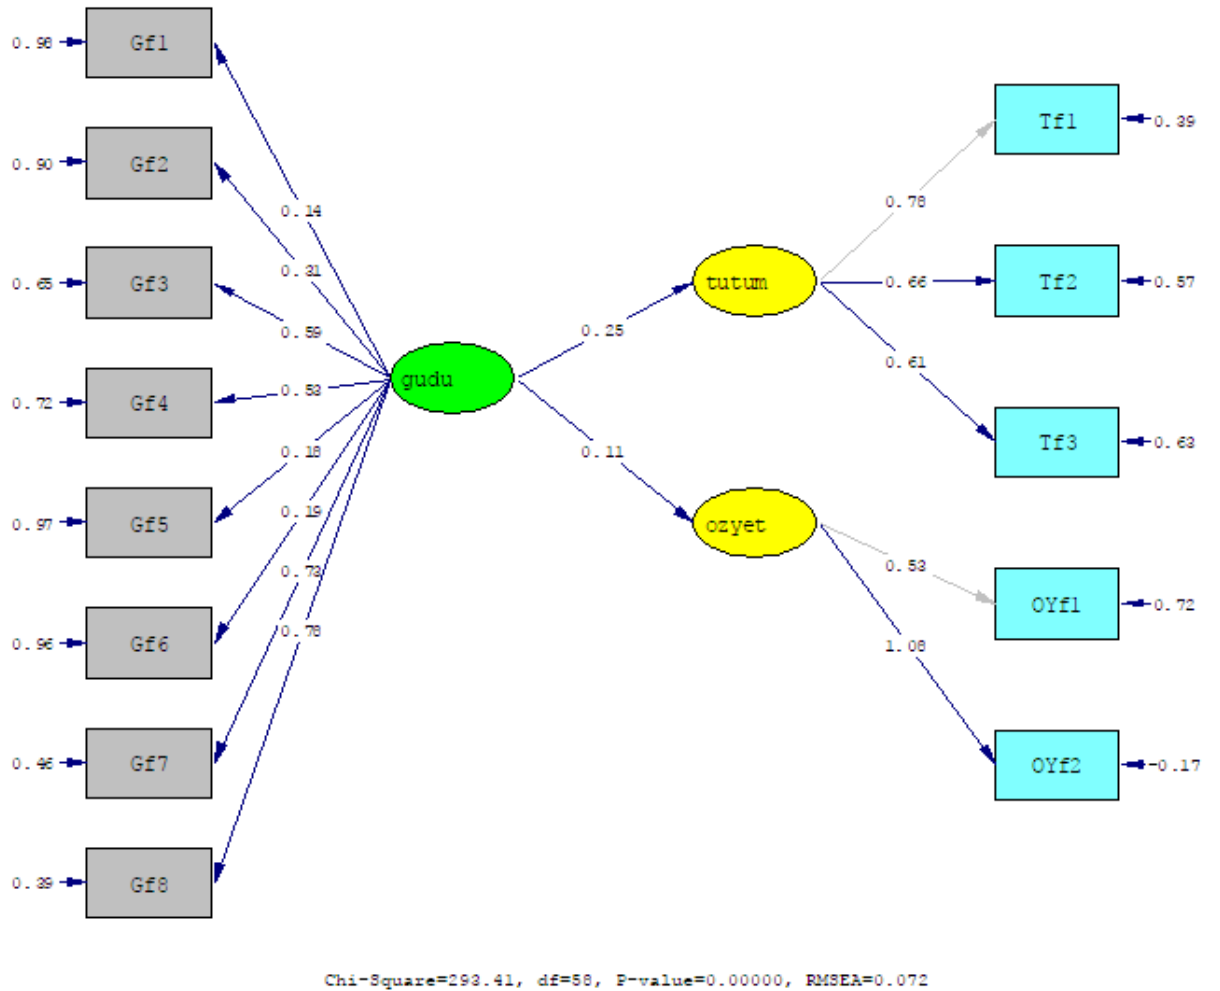 0.98 Gf1
Tf1 0.39
0.90 Gf2
0.78
0.14
0.31
0.65 Gf3
tutum
0.66
Tf2 0.57
0.59
0.25
0.61
gudu
0.53
0.72 Gf4
Tf3 0.63
0.18
0.11
0.97 Gf5
0.19
ozyet
0.53
0.73
OYf1 0.72
0.78
0.96 Gf6
1.08
0.46 Gf7
OYf2 -0.17
0.39 Gf8
Chi-Square=293.41, df=58, P-value=0.00000, RMSEA=0.072